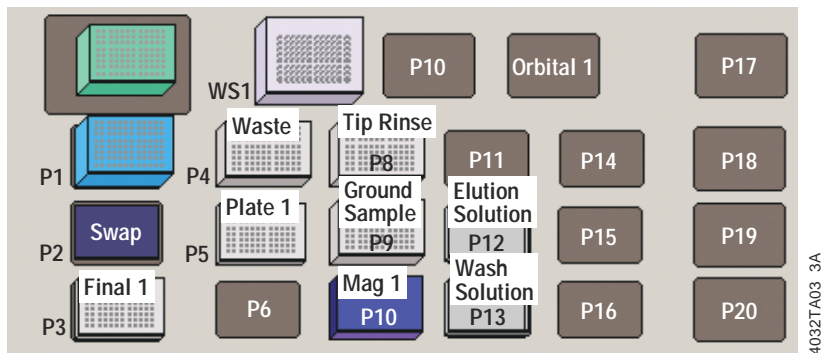 WS1
P10
Orbital 1
P17
P1
P4
Waste
Tip Rinse
P8
P11
P14
P18
P2
Swap
P5
Plate 1
Ground
Sample
P9
Elution
Solution
P12
P15
P19
P3
Final 1
P6
Mag 1
P10
Wash
Solution
P13
P16
P20
4032TA03 3A